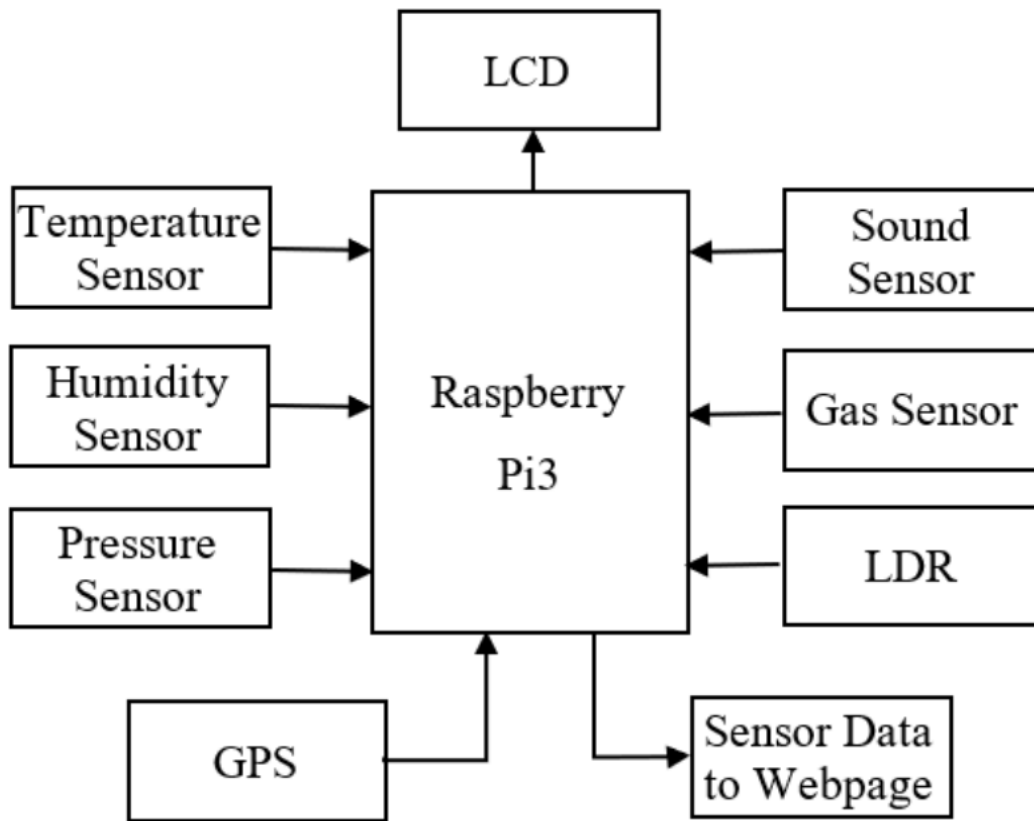 LCD
Temperature
Sensor
Humidity
Sensor
Pressure
Sensor
Raspberry
Pi3
Sound
Sensor
Gas Sensor
LDR
GPS
Sensor Data
to Webpage